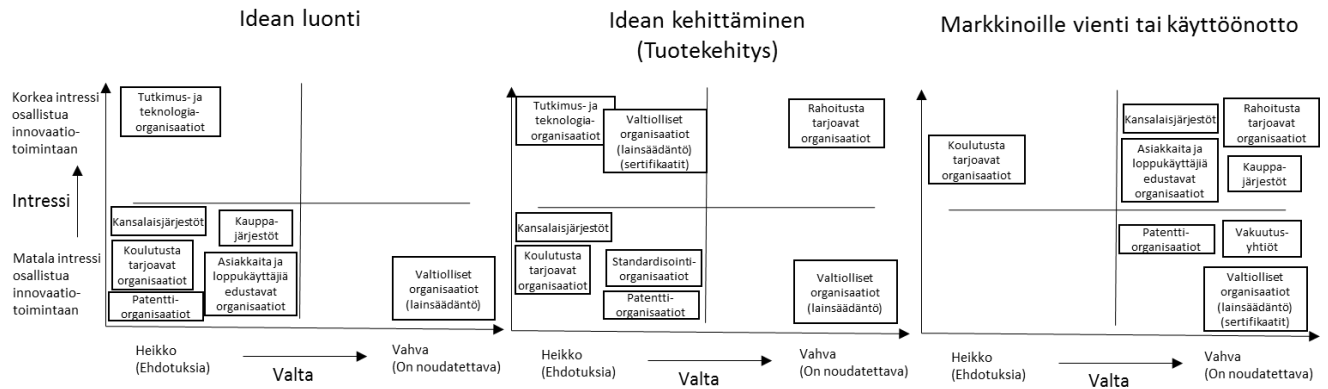 Idean luonti
Korkea intressi
osallistua
innovaatio-
toimintaan
Intressi
Matala intressi
osallistua
innovaatio-
toimintaan
Tutkimus- ja
teknologia-
organisaatiot
Kansalaisjärjestöt
Kauppa-
järjestöt
Koulutusta
tarjoavat
organisaatiot
Asiakkaita ja
loppukäyttäjiä
edustavat
organisaatiot
Patentti-
organisaatiot
Valtiolliset
organisaatiot
(lainsäädäntö)
Heikko
(Ehdotuksia)
Valta
Vahva
(On noudatettava)
Idean kehittäminen
(Tuotekehitys)
Tutkimus- ja
teknologia-
organisaatiot
Valtiolliset
organisaatiot
(lainsäädäntö)
(sertifikaatit)
Rahoitusta
tarjoavat
organisaatiot
Kansalaisjärjestöt
Koulutusta
tarjoavat
organisaatiot
Standardisointi-
organisaatiot
Patentti-
organisaatiot
Valtiolliset
organisaatiot
(lainsäädäntö)
Heikko
(Ehdotuksia)
Valta
Vahva
(On noudatettava)
Markkinoille vienti tai käyttöönotto
Koulutusta
tarjoavat
organisaatiot
Kansalaisjärjestöt
Rahoitusta
tarjoavat
organisaatiot
Asiakkaita ja
loppukäyttäjiä
edustavat
organisaatiot
Kauppa-
järjestöt
Patentti-
organisaatiot
Vakuutus-
yhtiöt
Valtiolliset
organisaatiot
(lainsäädäntö)
(sertifikaatit)
Heikko
(Ehdotuksia)
Valta
Vahva
(On noudatettava)